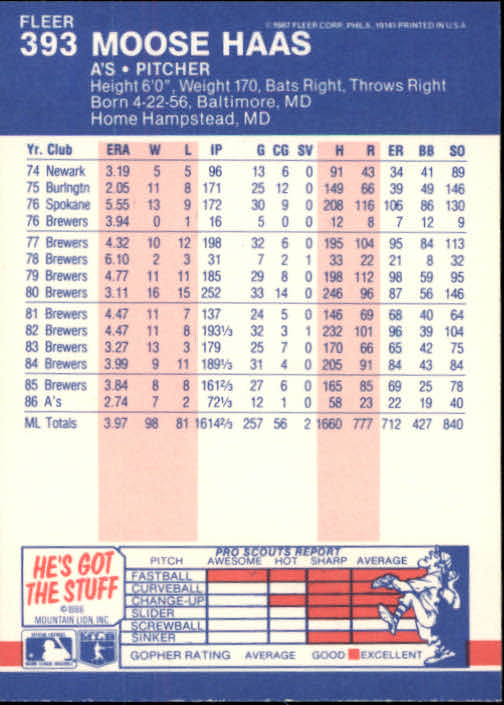 FLEER
393 MOOSE HAAS
© 1987 FLEER CORP., PHILA. 19141 PRINTED IN U.S.A.
A'S • PITCHER
Height 6'0", Weight 170, Bats Right, Throws Right
Born 4-22-56, Baltimore, MD
Home Hampstead, MD
Yr. Club ERA W L IP G CG SV H R ER BB SO
74 Newark 3.19 5 5 96 13 6 0 91 43 34 41 89
75 Burlngtn 2.05 11 8 171 25 12 0 149 66 39 49 146
76 Spokane 5.55 13 9 172 30 9 0 208 116 106 86 130
76 Brewers 3.94 0 1 16 5 0 0 12 8 7 12 9
77 Brewers 4.32 10 12 198 32 6 0 195 104 95 84 113
78 Brewers 6.10 2 3 31 7 2 1 33 22 21 8 32
79 Brewers 4.77 11 11 185 29 8 0 198 112 98 59 95
80 Brewers 3.11 16 15 252 33 14 0 246 96 87 56 146
81 Brewers 4.47 11 7 137 24 5 0 146 69 68 40 64
82 Brewers 4.47 11 8 193⅓ 32 3 1 232 101 96 39 104
83 Brewers 3.27 13 3 179 25 7 0 170 66 65 42 75
84 Brewers 3.99 9 11 189⅓ 31 4 0 205 91 84 43 84
85 Brewers 3.84 8 8 161⅔ 27 6 0 165 85 69 25 78
86 A's 2.74 7 2 72⅓ 12 1 0 58 23 22 19 40
ML Totals 3.97 98 81 1614⅔ 257 56 2 1660 777 712 427 840
HE'S GOT
THE STUFF
© 1986
MOUNTAIN LION, INC.
PRO SCOUTS REPORT
PITCH AWESOME HOT SHARP AVERAGE
FASTBALL
CURVEBALL
CHANGE-UP
SLIDER
SCREWBALL
SINKER
GOPHER RATING AVERAGE GOOD EXCELLENT